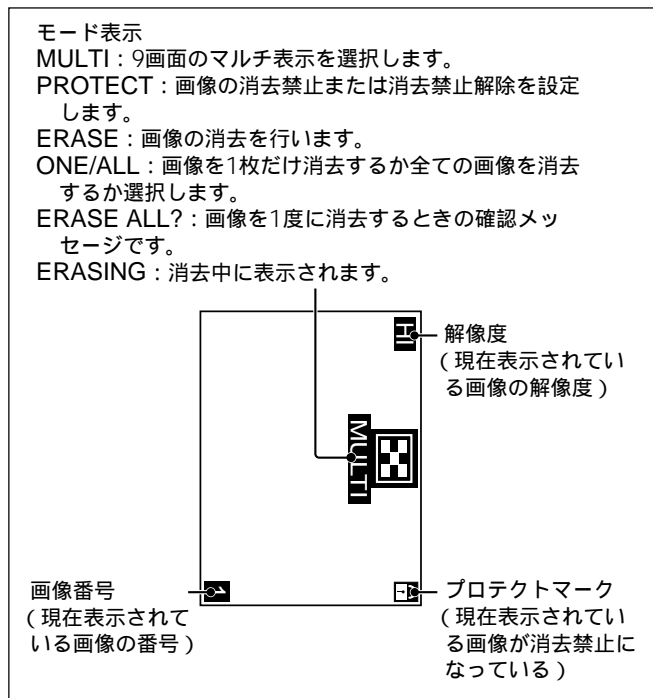 モード表示
MULTI：9画面のマルチ表示を選択します。
PROTECT：画像の消去禁止または消去禁止解除を設定
します。
ERASE：画像の消去を行います。
ONE/ALL：画像を1枚だけ消去するか全ての画像を消去
するか選択します。
ERASE ALL?：画像を1度に消去するときの確認メッ
セージです。
ERASING：消去中に表示されます。
HI
解像度
（現在表示されてい
る画像の解像度）
MULTI
画像番号
（現在表示されて
いる画像の番号）
1
プロテクトマーク
（現在表示されてい
る画像が消去禁止に
なっている）